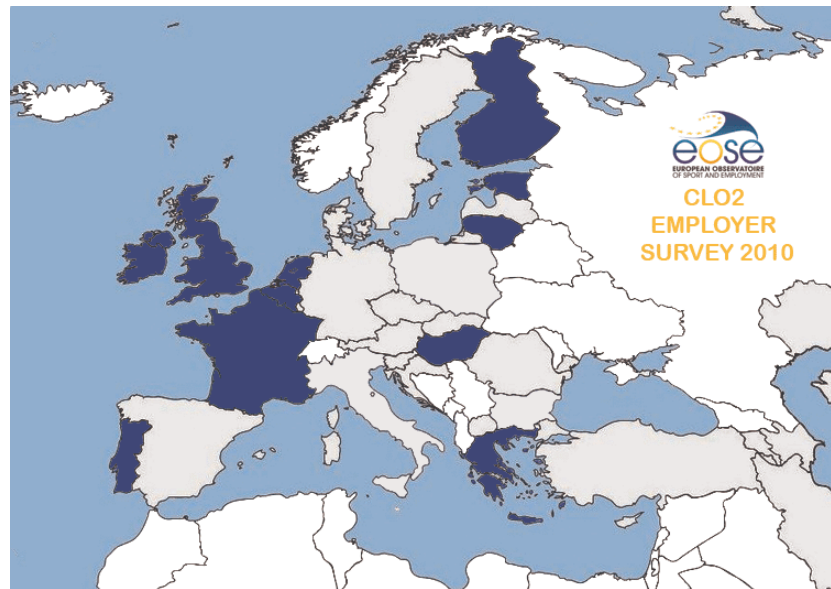 eose
EUROPEAN OBSERVATOIRE
OF SPORT AND EMPLOYMENT
CLO2
EMPLOYER
SURVEY 2010